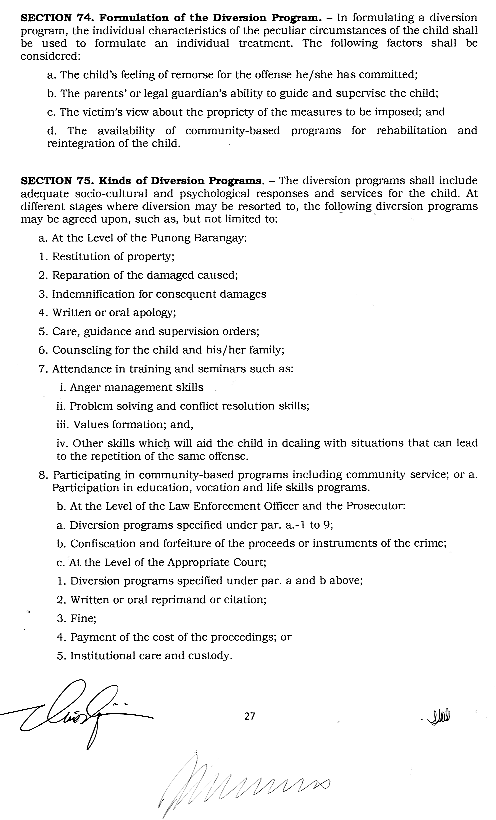 SECTION 74. Formulation of the Diversion Program. – In formulating a diversion
program, the individual characteristics of the peculiar circumstances of the child shall
be used to formulate an individual treatment. The following factors shall be
considered:
a. The child's feeling of remorse for the offense he/she has committed;
b. The parents' or legal guardian's ability to guide and supervise the child;
c. The victim's view about the propriety of the measures to be imposed; and
d. The availability of community-based programs for rehabilitation and
reintegration of the child.
SECTION 75. Kinds of Diversion Programs. – The diversion programs shall include
adequate socio-cultural and psychological responses and services for the child. At
different stages where diversion may be resorted to, the following diversion programs
may be agreed upon, such as, but not limited to:
a. At the Level of the Punong Barangay:
1. Restitution of property;
2. Reparation of the damaged caused;
3. Indemnification for consequent damages
4. Written or oral apology;
5. Care, guidance and supervision orders;
6. Counseling for the child and his/her family;
7. Attendance in training and seminars such as:
i. Anger management skills
ii. Problem solving and conflict resolution skills;
iii. Values formation; and,
iv. Other skills which will aid the child in dealing with situations that can lead
to the repetition of the same offense.
8. Participating in community-based programs including community service; or a.
Participation in education, vocation and life skills programs.
b. At the Level of the Law Enforcement Officer and the Prosecutor:
a. Diversion programs specified under par. a.-1 to 9;
b. Confiscation and forfeiture of the proceeds or instruments of the crime;
c. At the Level of the Appropriate Court;
1. Diversion programs specified under par. a and b above;
2. Written or oral reprimand or citation;
3. Fine;
4. Payment of the cost of the proceedings; or
5. Institutional care and custody.
27